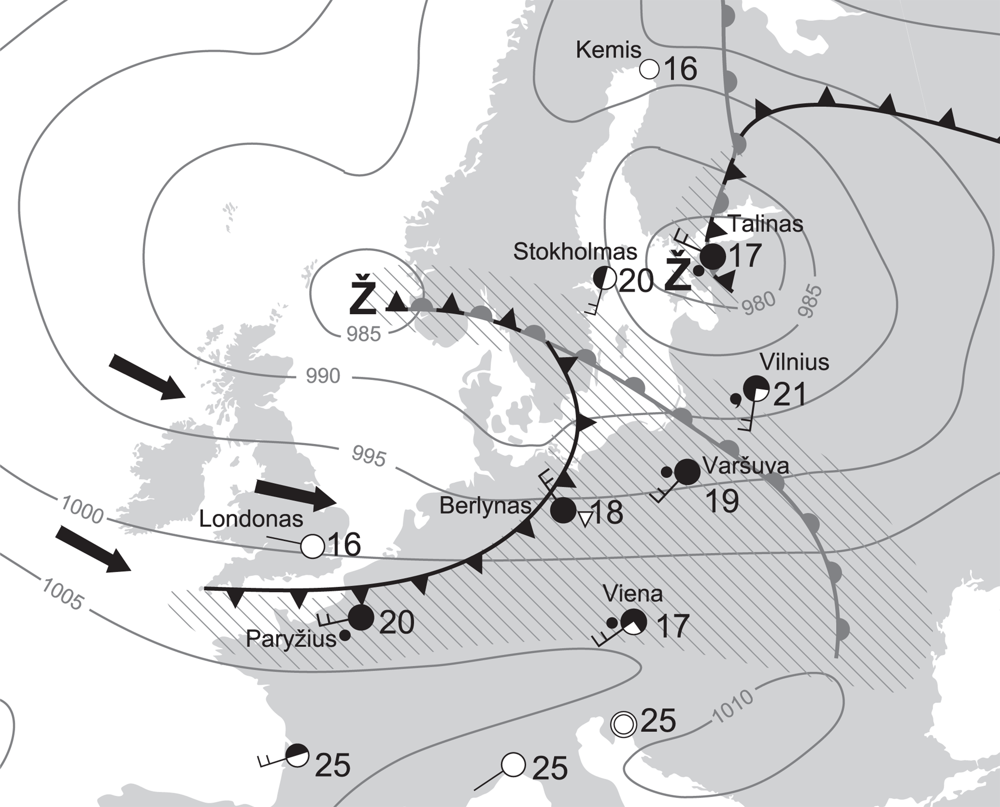 Kemis
16
Talinas
17
Stokholmas
20
Ž
980
985
Ž
985
Vilnius
21
990
995
Varšuva
19
1000
Berlynas
18
Londonas
16
1005
Viena
17
20
Paryžius
1010
25
25
25